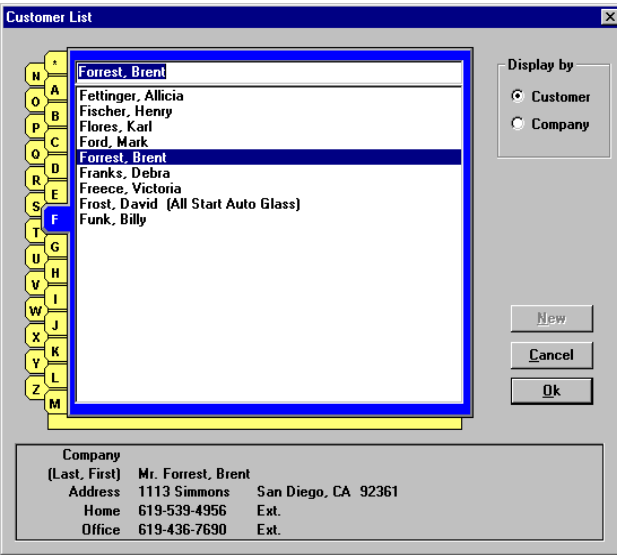 Customer List
*
N
A
O
B
P
C
Q
D
R
E
S
F
T
G
U
H
V
I
W
J
X
K
Y
L
Z
M
Forrest, Brent
Fettinger, Allicia
Fischer, Henry
Flores, Karl
Ford, Mark
Forrest, Brent
Franks, Debra
Freece, Victoria
Frost, David (All Start Auto Glass)
Funk, Billy
Display by
Customer
Company
New
Cancel
Ok
Company
(Last, First) Mr. Forrest, Brent
Address 1113 Simmons San Diego, CA 92361
Home 619-539-4956 Ext.
Office 619-436-7690 Ext.